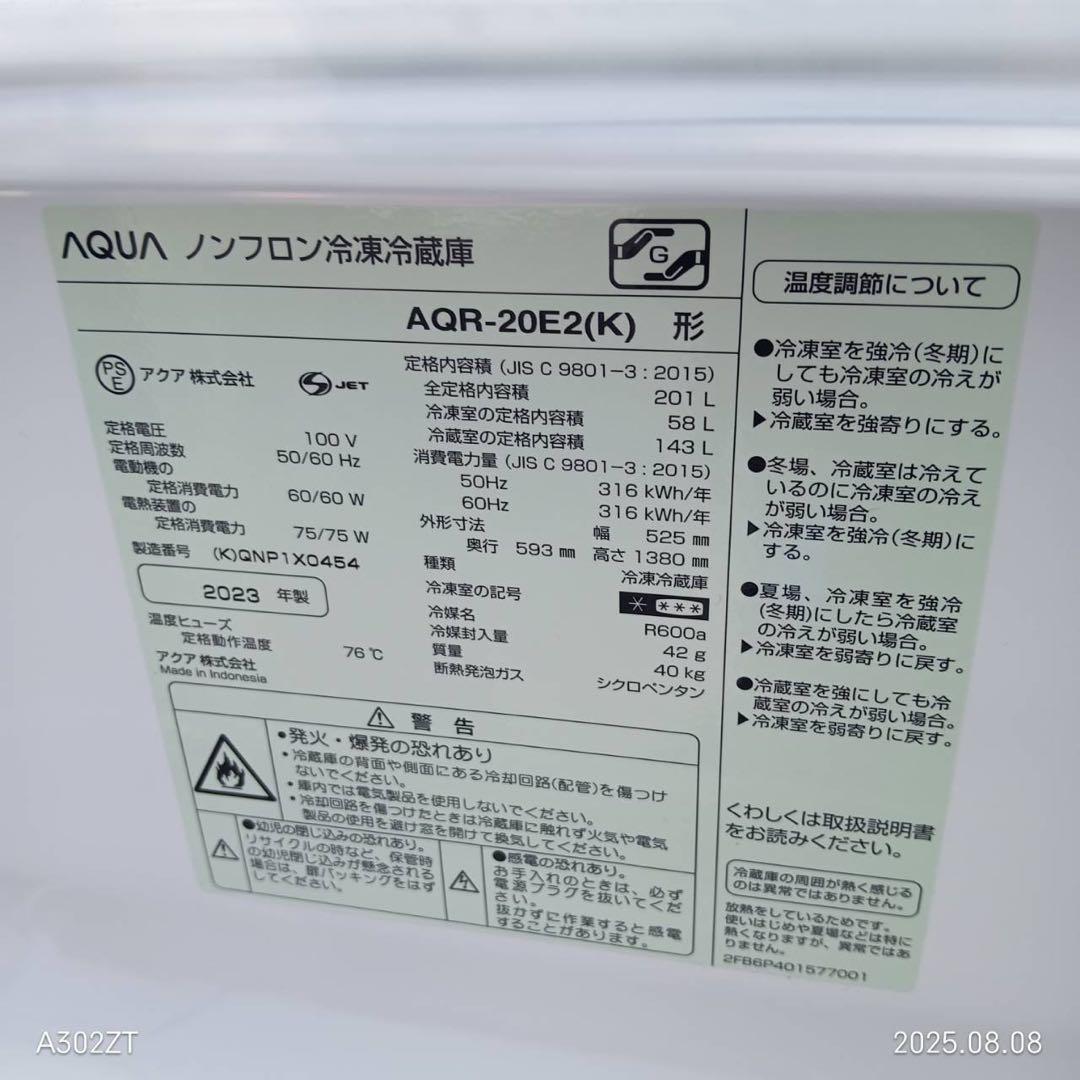 AQUA ノンフロン冷凍冷蔵庫
G
AQR-20E2(K) 形
PS
E
アクア 株式会社
S JET
定格電圧 100 V
定格周波数 50/60 Hz
電動機の
定格消費電力 60/60 W
電熱装置の
定格消費電力 75/75 W
製造番号 (K)QNP1X0454
2023 年製
温度ヒューズ
定格動作温度 76 ℃
アクア 株式会社
Made in Indonesia
定格内容積 (JIS C 9801-3 : 2015)
全定格内容積 201 L
冷凍室の定格内容積 58 L
冷蔵室の定格内容積 143 L
消費電力量 (JIS C 9801-3 : 2015)
50Hz 316 kWh/年
60Hz 316 kWh/年
外形寸法 幅 525 mm
奥行 593 mm 高さ 1380 mm
種類 冷凍冷蔵庫
冷凍室の記号 * ***
冷媒名 R600a
冷媒封入量 42 g
質量 40 kg
断熱発泡ガス シクロペンタン
警 告
•発火・爆発の恐れあり
•冷蔵庫の背面や側面にある冷却回路(配管)を傷つけ
ないでください。
•庫内では電気製品を使用しないでください。
•冷却回路を傷つけたときは冷蔵庫に触れず火気や電気
製品の使用を避け窓を開けて換気してください。
●幼児の閉じ込みの恐れあり。
リサイクルの時など、保管時
の幼児閉じ込みが懸念される
場合は、扉パッキングをはず
してください。
●感電の恐れあり。
お手入れのときは、必ず
電源プラグを抜いてくだ
さい。
抜かずに作業すると感電
することがあります。
温度調節について
●冷凍室を強冷(冬期)に
しても冷凍室の冷えが
弱い場合。
▶冷蔵室を強寄りにする。
●冬場、冷蔵室は冷えて
いるのに冷凍室の冷え
が弱い場合。
▶冷凍室を強冷(冬期)に
する。
●夏場、冷凍室を強冷
(冬期)にしたら冷蔵室
の冷えが弱い場合。
▶冷凍室を弱寄りに戻す。
●冷蔵室を強にしても冷
蔵室の冷えが弱い場合。
▶冷凍室を弱寄りに戻す。
くわしくは取扱説明書
をお読みください。
冷蔵庫の周囲が熱く感じる
のは異常ではありません。
放熱をしているためです。
使いはじめや夏場などは特に
熱くなりますが、異常ではあ
りません。
2FB6P401577001
A302ZT
2025.08.08